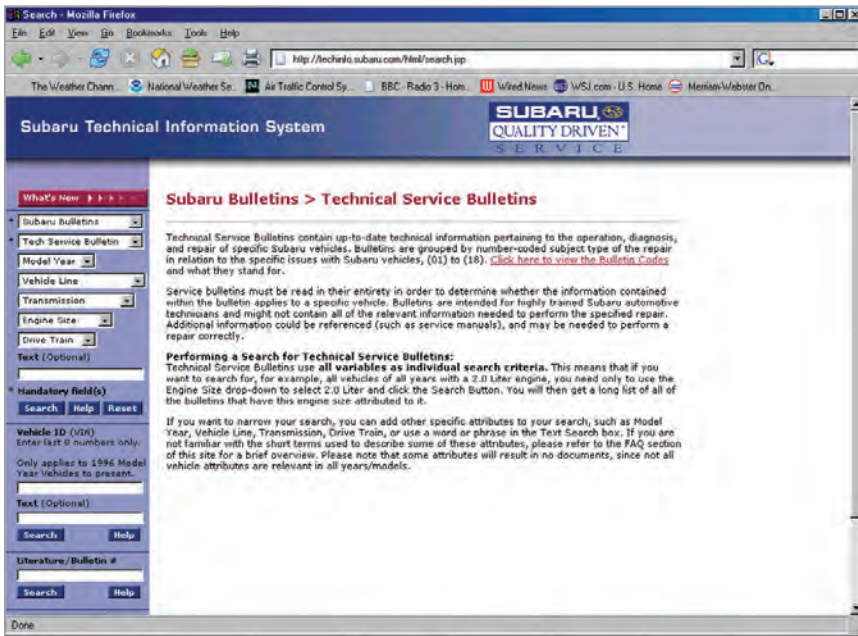 Search - Mozilla Firefox
File Edit View Go Bookmarks Tools Help
http://techinfo.subaru.com/html/search.jsp
G
The Weather Chann... National Weather Se... Air Traffic Control Sy... BBC - Radio 3 - Hom... Wired News WSJ.com - U.S. Home Merriam-Webster On...
Subaru Technical Information System
SUBARU
QUALITY DRIVEN
SERVICE
What's New
* Subaru Bulletins
* Tech Service Bulletin
Model Year
Vehicle Line
Transmission
Engine Size
Drive Train
Text (Optional)
* Mandatory field(s)
Search Help Reset
Vehicle ID (VIN)
Enter last 8 numbers only.
Only applies to 1996 Model
Year Vehicles to present.
Text (Optional)
Search Help
Literature/Bulletin #
Search Help
Subaru Bulletins > Technical Service Bulletins
Technical Service Bulletins contain up-to-date technical information pertaining to the operation, diagnosis,
and repair of specific Subaru vehicles. Bulletins are grouped by number-coded subject type of the repair
in relation to the specific issues with Subaru vehicles, (01) to (18). Click here to view the Bulletin Codes
and what they stand for.
Service bulletins must be read in their entirety in order to determine whether the information contained
within the bulletin applies to a specific vehicle. Bulletins are intended for highly trained Subaru automotive
technicians and might not contain all of the relevant information needed to perform the specified repair.
Additional information could be referenced (such as service manuals), and may be needed to perform a
repair correctly.
Performing a Search for Technical Service Bulletins:
Technical Service Bulletins use all variables as individual search criteria. This means that if you
want to search for, for example, all vehicles of all years with a 2.0 Liter engine, you need only to use the
Engine Size drop-down to select 2.0 Liter and click the Search Button. You will then get a long list of all of
the bulletins that have this engine size attributed to it.
If you want to narrow your search, you can add other specific attributes to your search, such as Model
Year, Vehicle Line, Transmission, Drive Train, or use a word or phrase in the Text Search box. If you are
not familiar with the short terms used to describe some of these attributes, please refer to the FAQ section
of this site for a brief overview. Please note that some attributes will result in no documents, since not all
vehicle attributes are relevant in all years/models.
Done